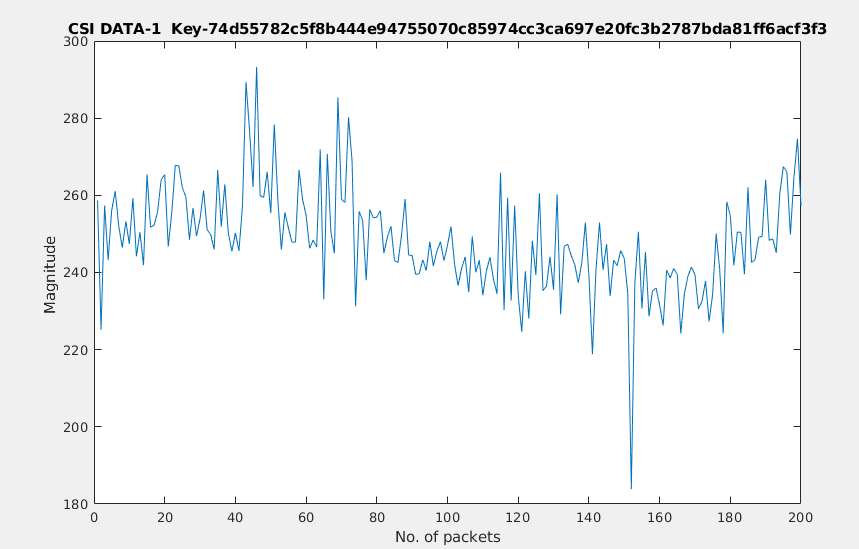 CSI DATA-1 Key-74d55782c5f8b444e94755070c85974cc3ca697e20fc3b2787bda81ff6acf3f3
300
280
260
240
220
200
180
Magnitude
0 20 40 60 80 100 120 140 160 180 200
No. of packets